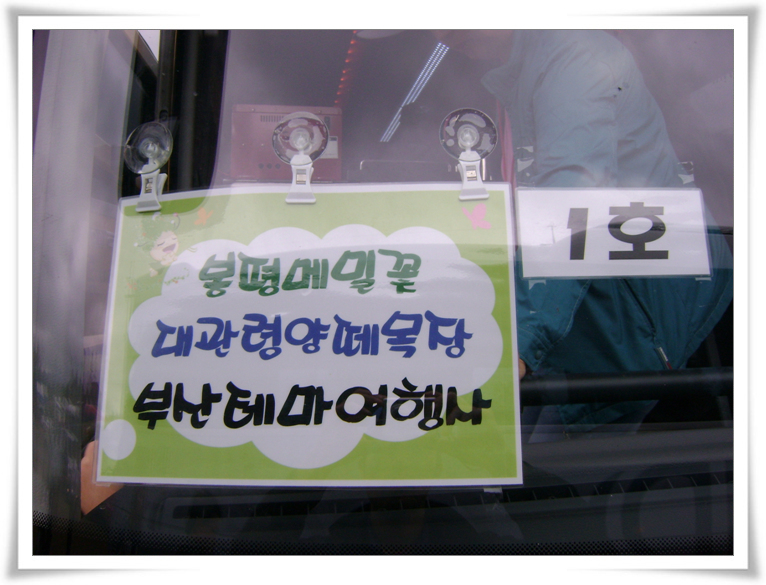 봉평메밀꽃
대관령양떼목장
부산테마여행사
1호